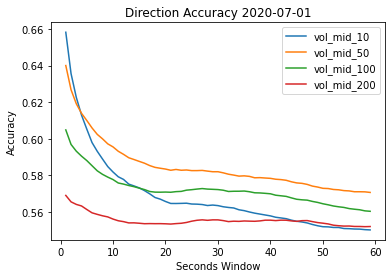 Direction Accuracy 2020-07-01
vol_mid_10
vol_mid_50
vol_mid_100
vol_mid_200
Accuracy
0.66
0.64
0.62
0.60
0.58
0.56
0 10 20 30 40 50 60
Seconds Window